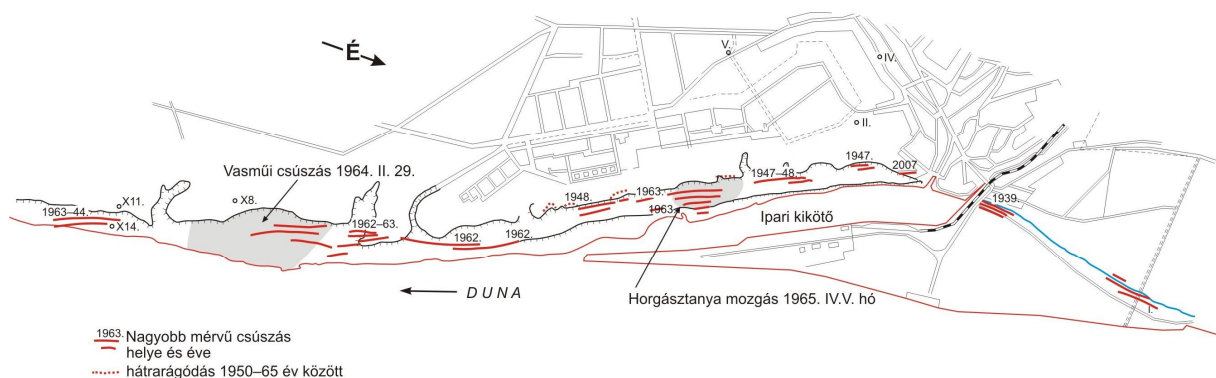 É
V.
IV.
II.
Vasműi csúszás 1964. II. 29.
1947.
2007
1947–48.
X11.
X8.
1963–44.
X14.
1962–63.
1948.
1963.
1963.
1962.
1962.
Ipari kikötő
1939.
I.
DUNA
Horgásztanya mozgás 1965. IV.V. hó
1963. Nagyobb mérvű csúszás
helye és éve
hátrarágódás 1950–65 év között